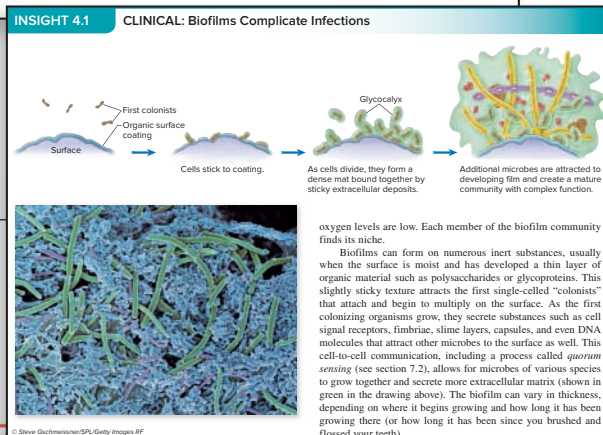 INSIGHT 4.1 CLINICAL: Biofilms Complicate Infections
First colonists
Organic surface
coating
Surface
Glycocalyx
Cells stick to coating.
As cells divide, they form a
dense mat bound together by
sticky extracellular deposits.
Additional microbes are attracted to
developing film and create a mature
community with complex function.
© Steve Gschmeissner/SPL/Getty Images RF
oxygen levels are low. Each member of the biofilm community
finds its niche.
Biofilms can form on numerous inert substances, usually
when the surface is moist and has developed a thin layer of
organic material such as polysaccharides or glycoproteins. This
slightly sticky texture attracts the first single-celled “colonists”
that attach and begin to multiply on the surface. As the first
colonizing organisms grow, they secrete substances such as cell
signal receptors, fimbriae, slime layers, capsules, and even DNA
molecules that attract other microbes to the surface as well. This
cell-to-cell communication, including a process called quorum
sensing (see section 7.2), allows for microbes of various species
to grow together and secrete more extracellular matrix (shown in
green in the drawing above). The biofilm can vary in thickness,
depending on where it begins growing and how long it has been
growing there (or how long it has been since you brushed and
flossed your teeth).